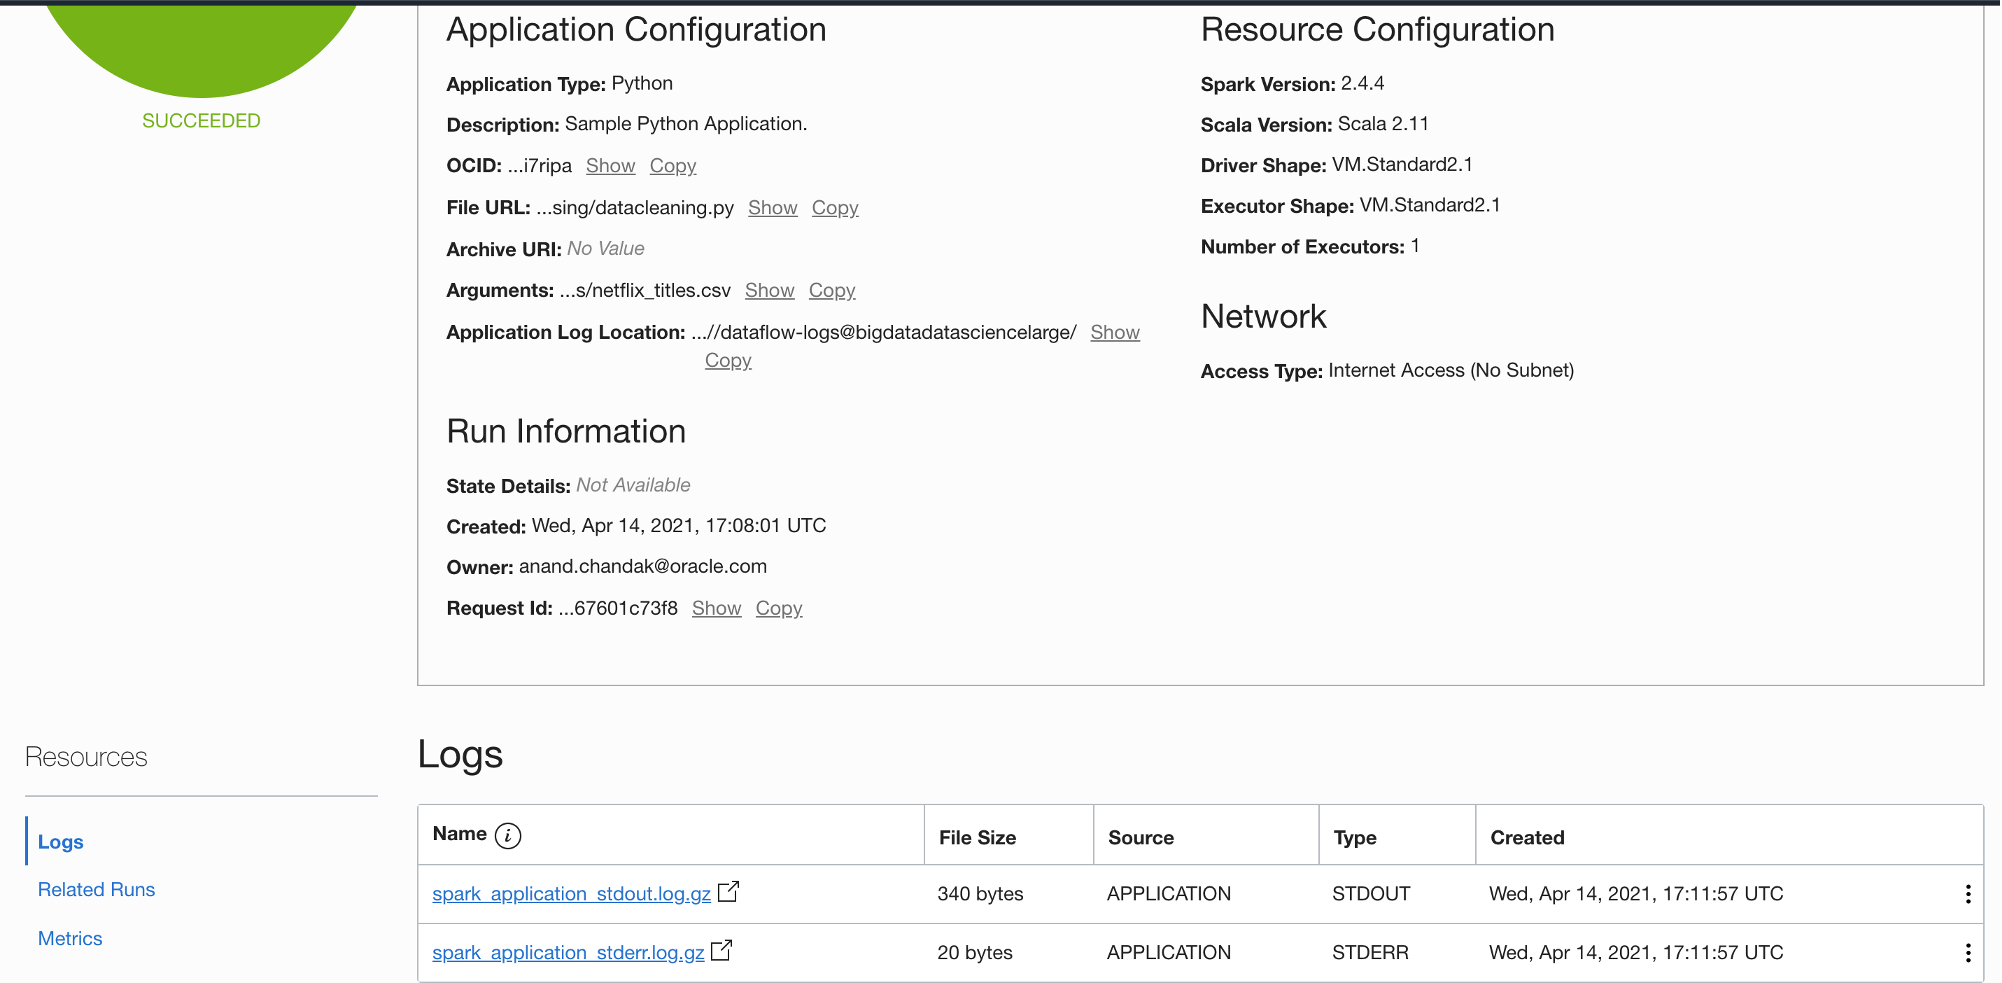 SUCCEEDED
Application Configuration
Application Type: Python
Description: Sample Python Application.
OCID: ...i7ripa Show Copy
File URL: ...sing/datacleaning.py Show Copy
Archive URI: No Value
Arguments: ...s/netflix_titles.csv Show Copy
Application Log Location: ...//dataflow-logs@bigdatadatasciencelarge/ Show
Copy
Run Information
State Details: Not Available
Created: Wed, Apr 14, 2021, 17:08:01 UTC
Owner: anand.chandak@oracle.com
Request Id: ...67601c73f8 Show Copy
Resource Configuration
Spark Version: 2.4.4
Scala Version: Scala 2.11
Driver Shape: VM.Standard2.1
Executor Shape: VM.Standard2.1
Number of Executors: 1
Network
Access Type: Internet Access (No Subnet)
Resources
Logs
Related Runs
Metrics
Logs
Name File Size Source Type Created
spark_application_stdout.log.gz 340 bytes APPLICATION STDOUT Wed, Apr 14, 2021, 17:11:57 UTC
spark_application_stderr.log.gz 20 bytes APPLICATION STDERR Wed, Apr 14, 2021, 17:11:57 UTC